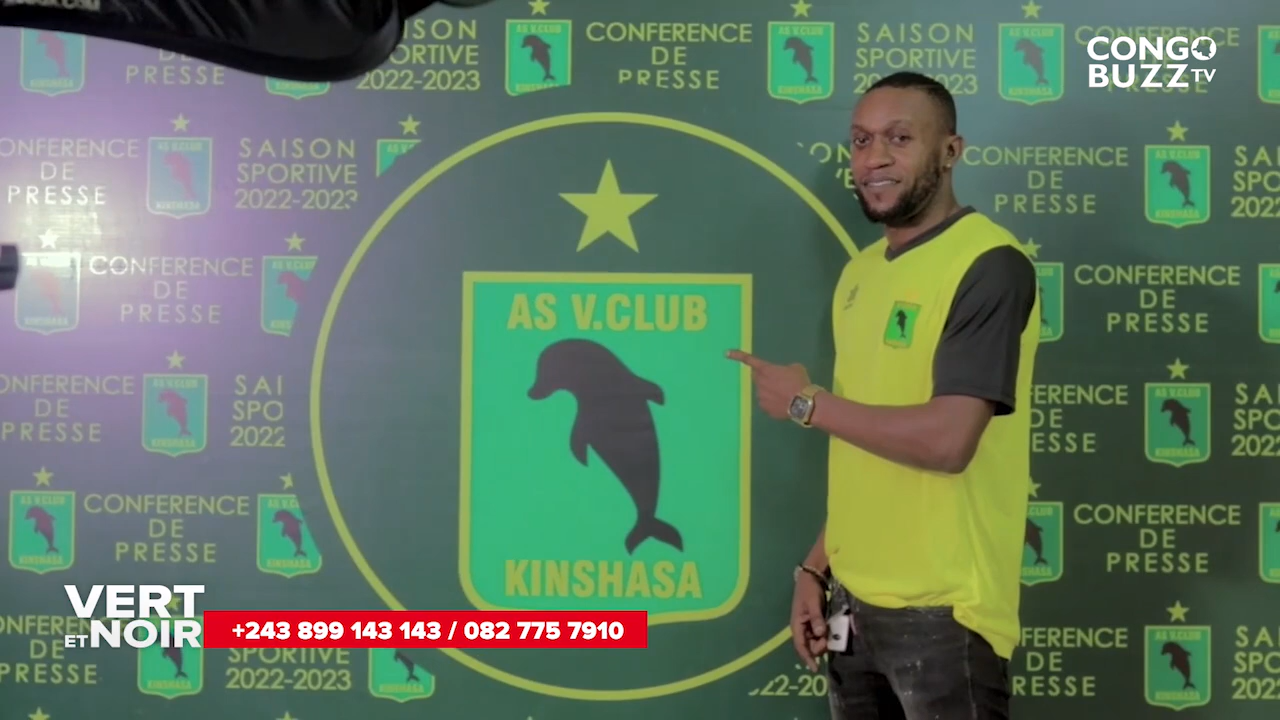 CONGO
BUZZ TV
AS V.CLUB
KINSHASA
CONFERENCE
DE
PRESSE
SAISON
SPORTIVE
2022-2023
VERT
ET NOIR
+243 899 143 143 / 082 775 7910